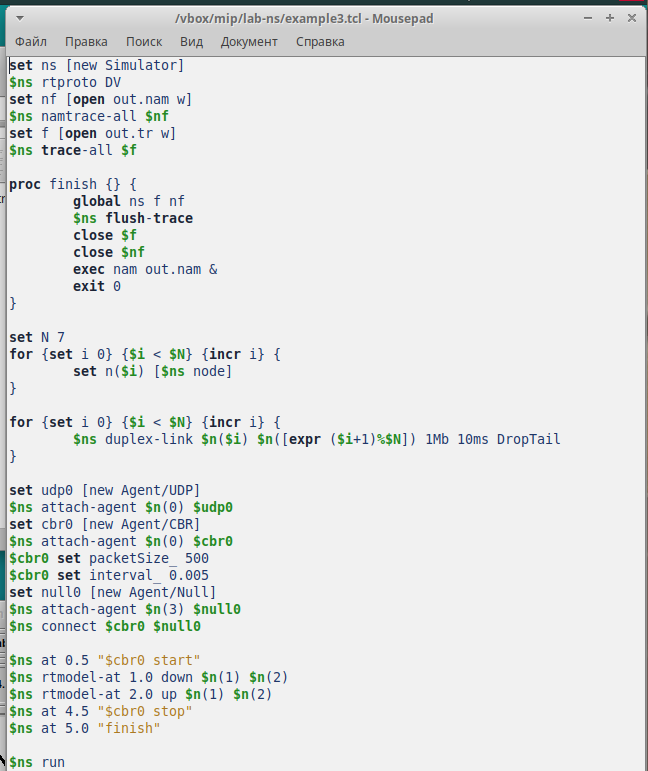 /vbox/mip/lab-ns/example3.tcl - Mousepad
Файл Правка Поиск Вид Документ Справка
set ns [new Simulator]
$ns rtproto DV
set nf [open out.nam w]
$ns namtrace-all $nf
set f [open out.tr w]
$ns trace-all $f

proc finish {} {
        global ns f nf
        $ns flush-trace
        close $f
        close $nf
        exec nam out.nam &
        exit 0
}

set N 7
for {set i 0} {$i < $N} {incr i} {
        set n($i) [$ns node]
}

for {set i 0} {$i < $N} {incr i} {
        $ns duplex-link $n($i) $n([expr ($i+1)%$N]) 1Mb 10ms DropTail
}

set udp0 [new Agent/UDP]
$ns attach-agent $n(0) $udp0
set cbr0 [new Agent/CBR]
$ns attach-agent $n(0) $cbr0
$cbr0 set packetSize_ 500
$cbr0 set interval_ 0.005
set null0 [new Agent/Null]
$ns attach-agent $n(3) $null0
$ns connect $cbr0 $null0

$ns at 0.5 "$cbr0 start"
$ns rtmodel-at 1.0 down $n(1) $n(2)
$ns rtmodel-at 2.0 up $n(1) $n(2)
$ns at 4.5 "$cbr0 stop"
$ns at 5.0 "finish"

$ns run